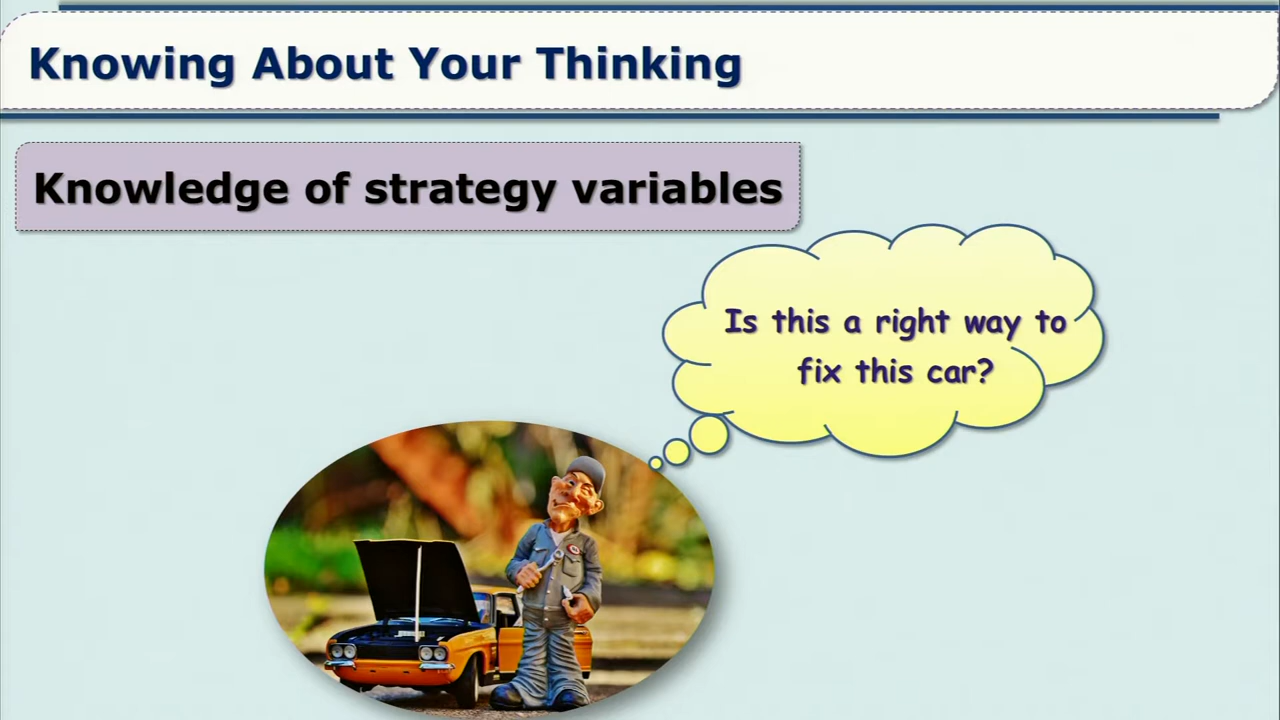 Knowing About Your Thinking
Knowledge of strategy variables
Is this a right way to
fix this car?